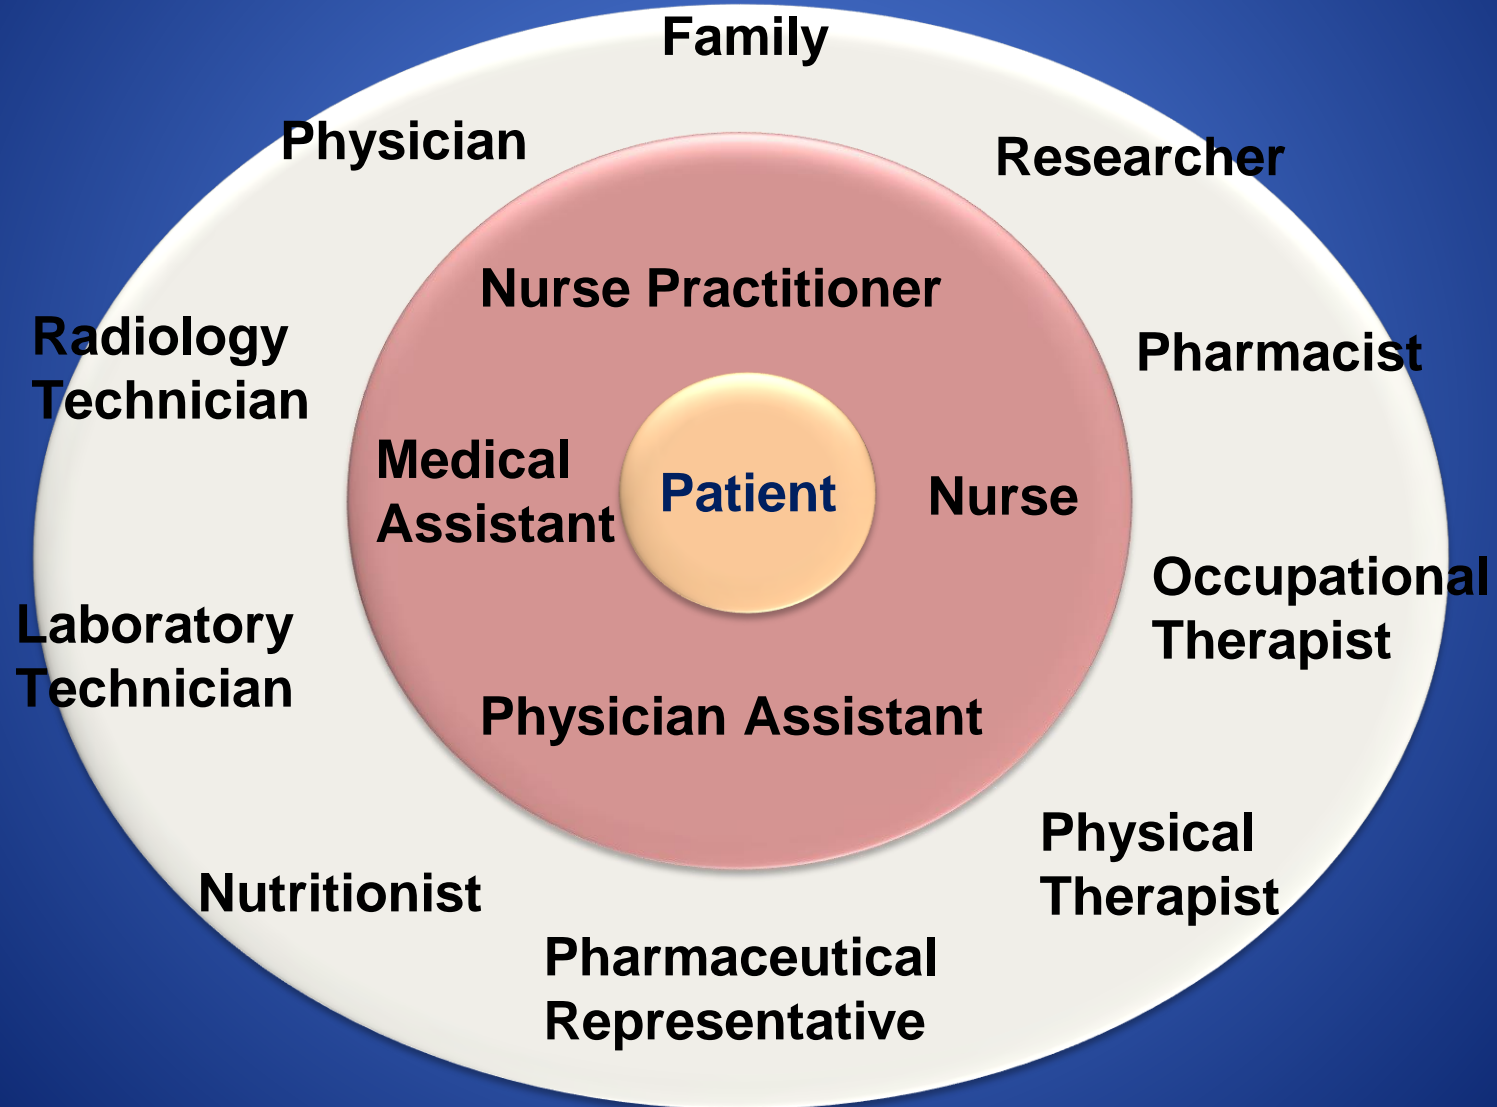 Family
Physician
Researcher
Nurse Practitioner
Radiology
Technician
Pharmacist
Medical
Assistant
Patient
Nurse
Occupational
Therapist
Laboratory
Technician
Physician Assistant
Physical
Therapist
Nutritionist
Pharmaceutical
Representative